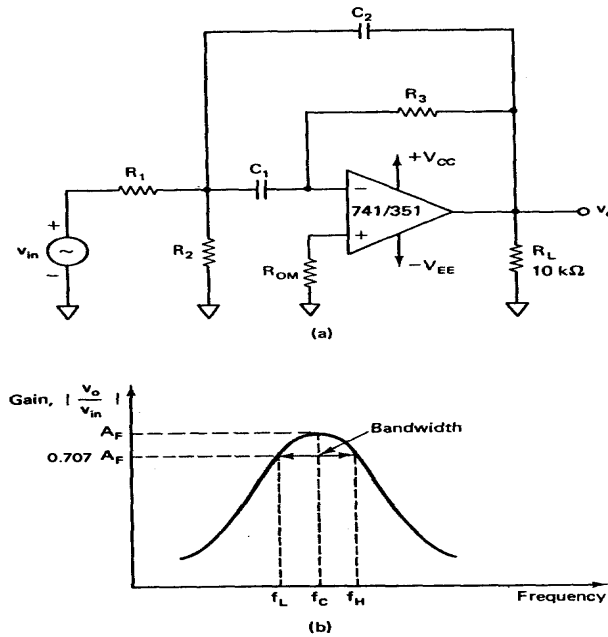 C2
R3
C1
+VCC
R1
−
741/351
+
vo
+
vin
−
R2
ROM
−VEE
RL
10 kΩ
(a)
Gain, | vo/vin |
Bandwidth
AF
0.707 AF
fL fC fH Frequency
(b)